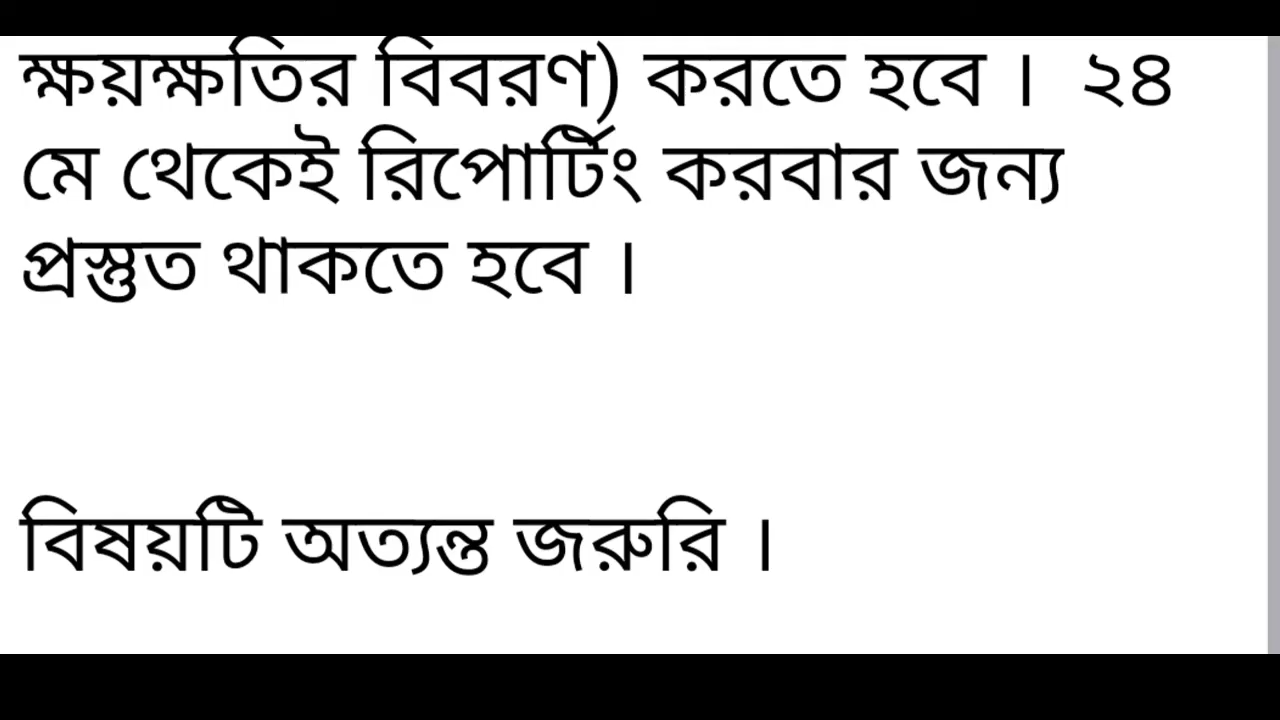 ক্ষয়ক্ষতির বিবরণ) করতে হবে । ২৪
মে থেকেই রিপোর্টিং করবার জন্য
প্রস্তুত থাকতে হবে ।
বিষয়টি অত্যন্ত জরুরি ।